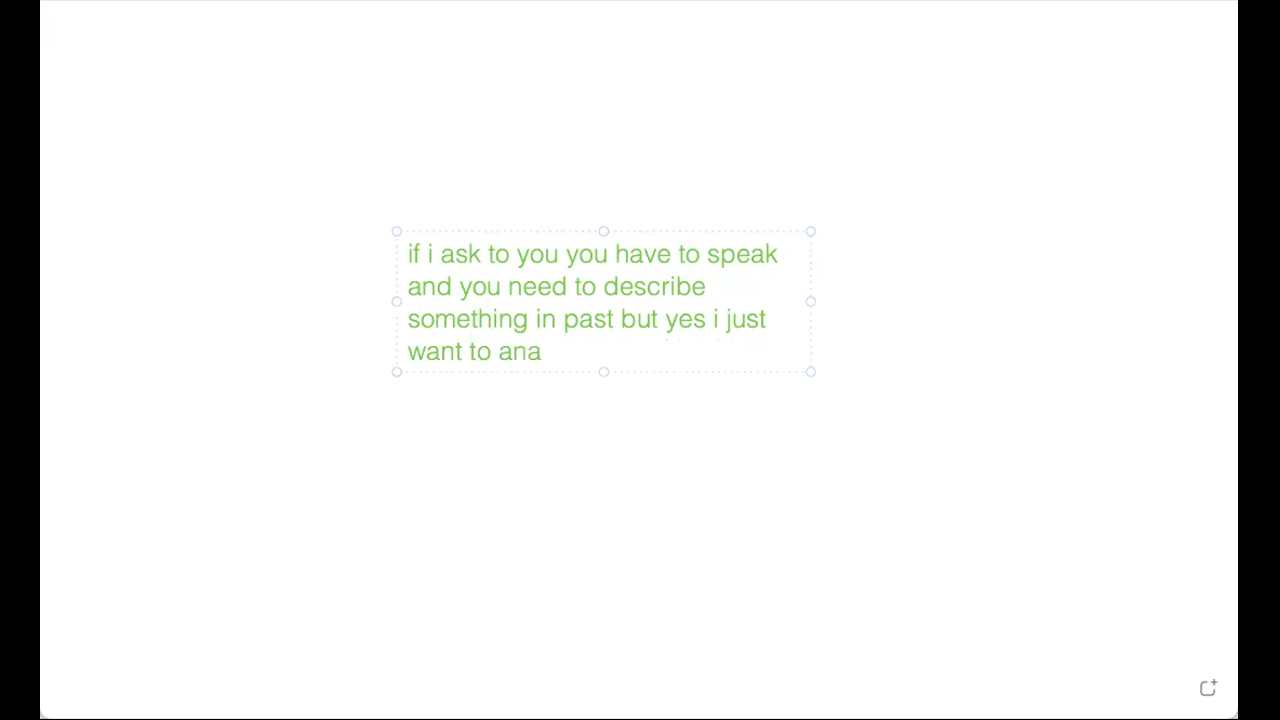 if i ask to you you have to speak
and you need to describe
something in past but yes i just
want to ana